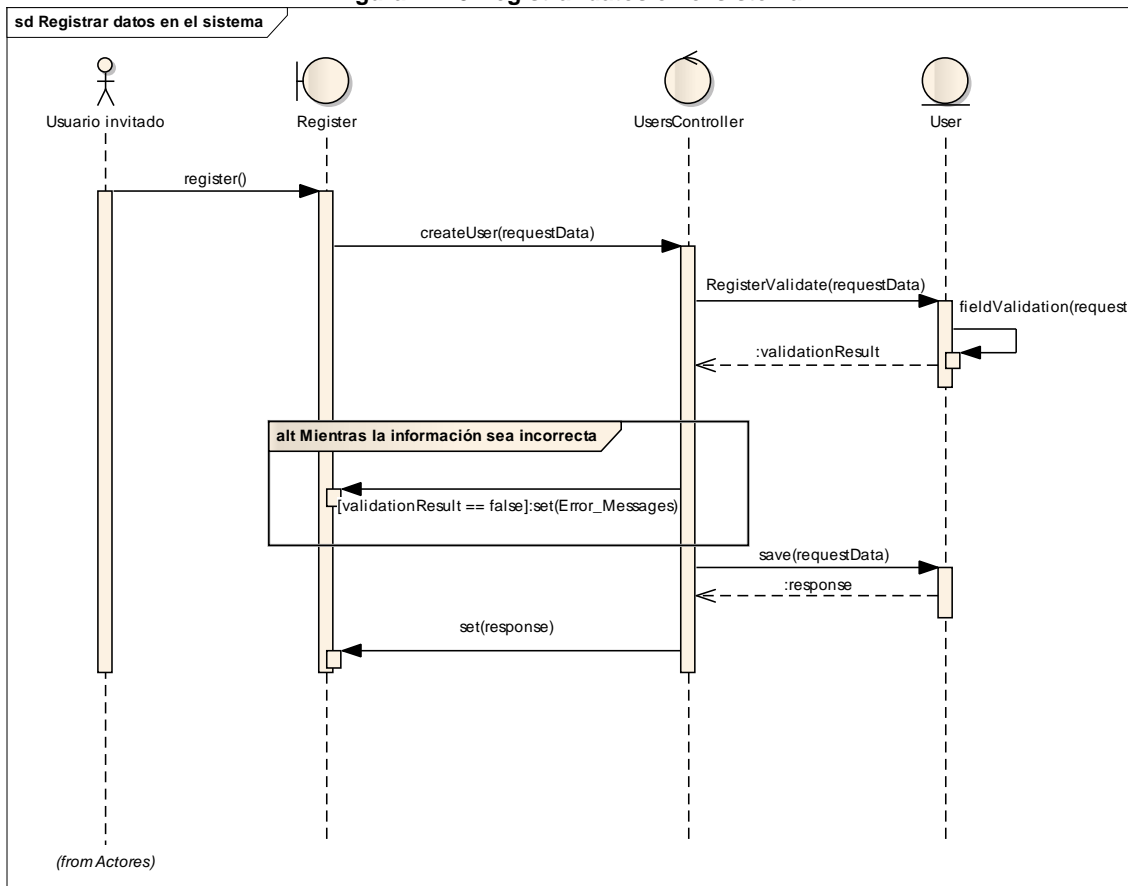 sd Registrar datos en el sistema
Usuario invitado
Register
UsersController
User
register()
createUser(requestData)
RegisterValidate(requestData)
fieldValidation(request
:validationResult
alt Mientras la información sea incorrecta
[validationResult == false]:set(Error_Messages)
save(requestData)
:response
set(response)
(from Actores)